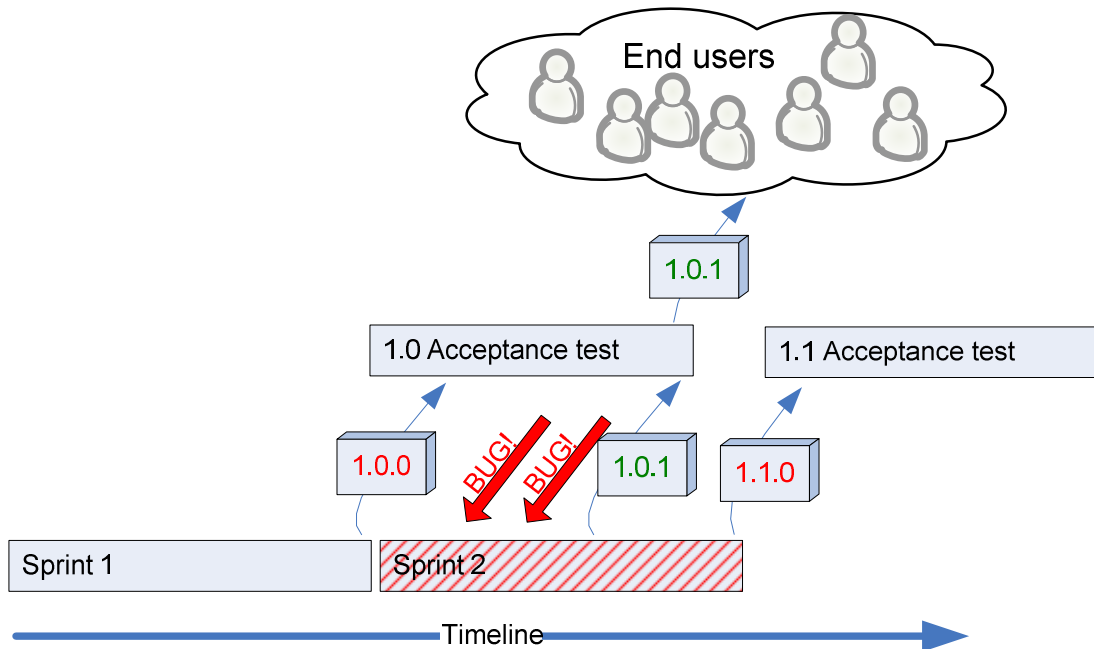 End users
1.0.1
1.0 Acceptance test
1.1 Acceptance test
1.0.0
BUG!
BUG!
1.0.1
1.1.0
Sprint 1
Sprint 2
Timeline